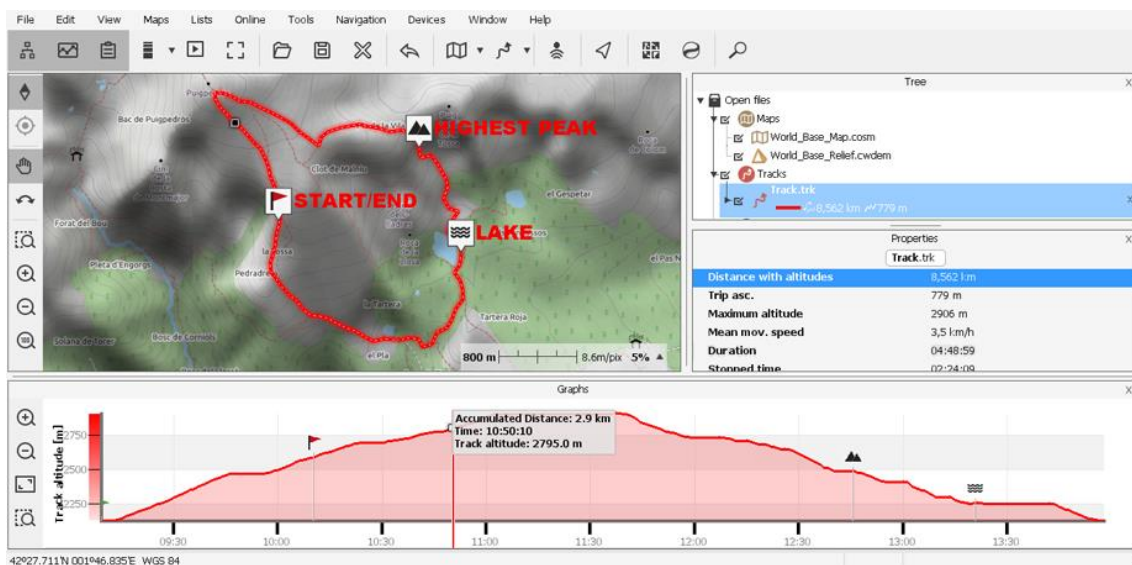 File Edit View Maps Lists Online Tools Navigation Devices Window Help
Tree
Open files
Maps
World_Base_Map.cosm
World_Base_Relief.cwdem
Tracks
Track.trk
8,562 km 779 m
Properties
Track.trk
Distance with altitudes 8,562 km
Trip asc. 779 m
Maximum altitude 2906 m
Mean mov. speed 3,5 km/h
Duration 04:48:59
Stopped time 02:24:09
Bac de Puigpedros
HIGHEST PEAK
Clot de Maliniu
START/END
el Gespetar
Forat del Bou
LAKE
Pleta d'Engorgs
Pedradre
la Tartera
Tartera Roja
Solana de Tocer
Bosc de Corniols
el Pla
800 m 8.6m/pix 5%
Graphs
Track altitude [m]
Accumulated Distance: 2.9 km
Time: 10:50:10
Track altitude: 2795.0 m
2750
2500
2250
09:30 10:00 10:30 11:00 11:30 12:00 12:30 13:00 13:30
42º27.711'N 001º46.835'E WGS 84